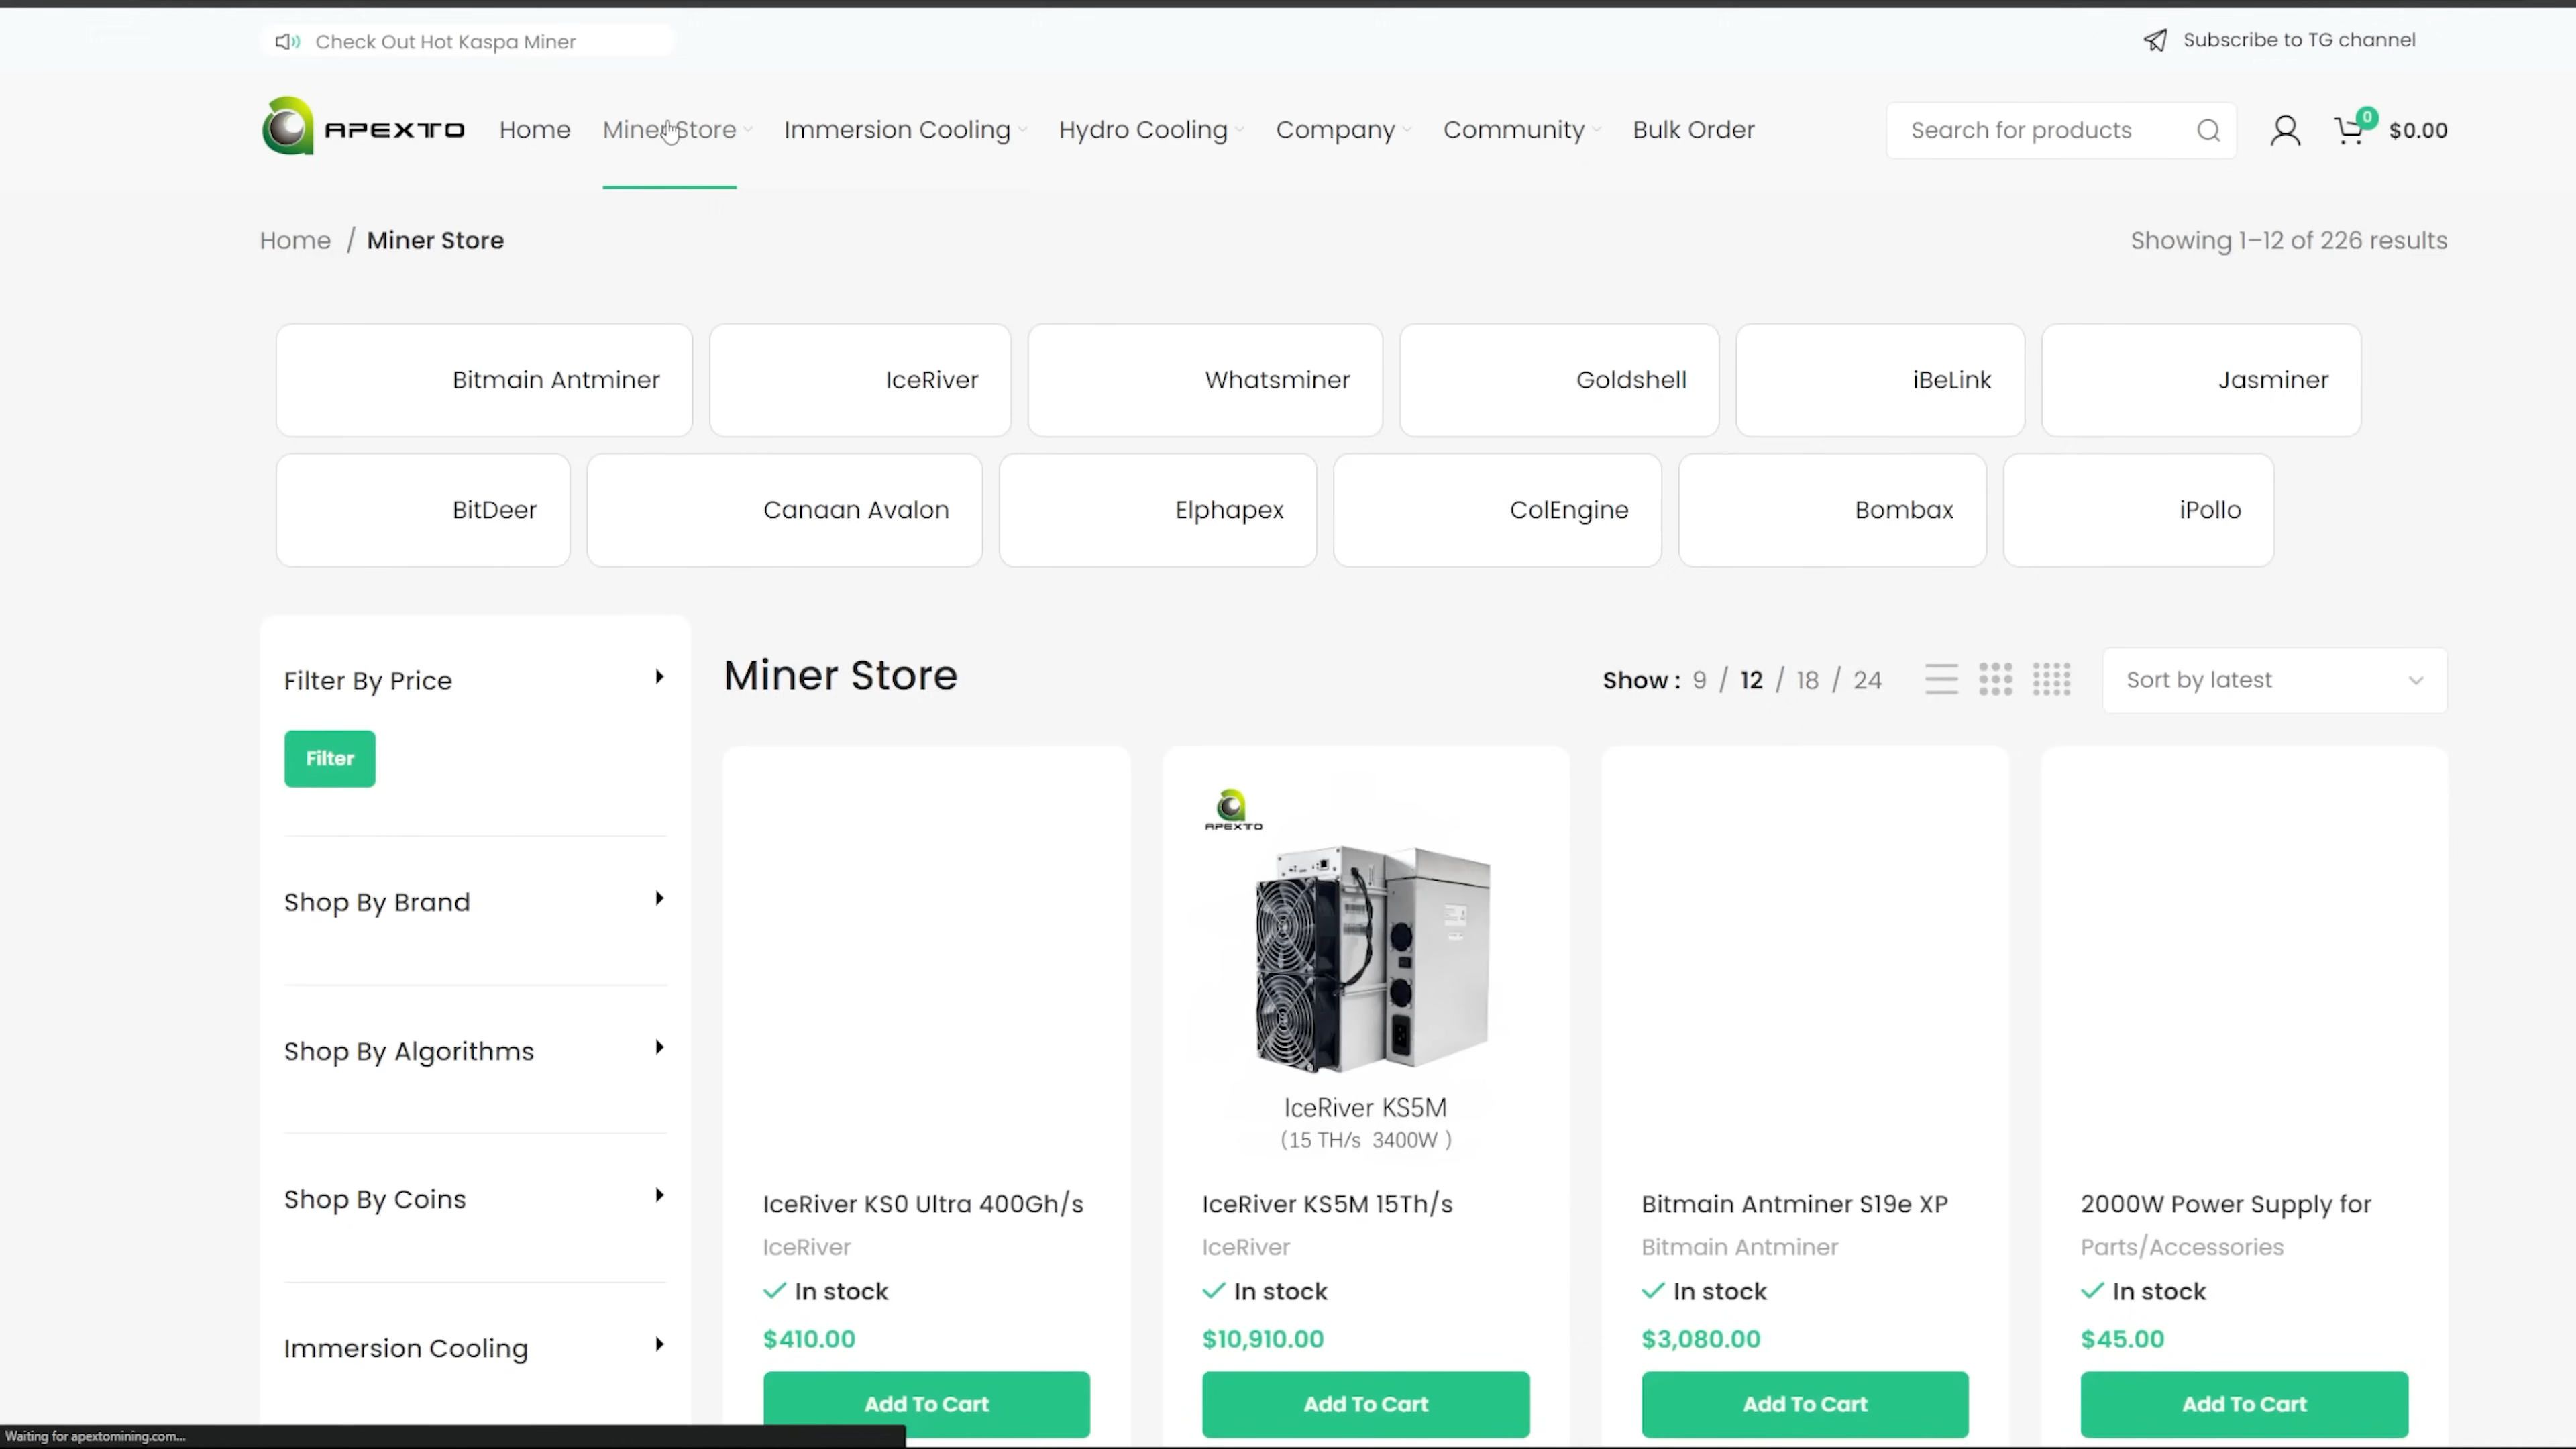 Check Out Hot Kaspa Miner
Subscribe to TG channel
APEXTO
Home
Miner Store
Immersion Cooling
Hydro Cooling
Company
Community
Bulk Order
Search for products
0
$0.00
Home / Miner Store
Showing 1–12 of 226 results
Bitmain Antminer
IceRiver
Whatsminer
Goldshell
iBeLink
Jasminer
BitDeer
Canaan Avalon
Elphapex
ColEngine
Bombax
iPollo
Filter By Price
Filter
Shop By Brand
Shop By Algorithms
Shop By Coins
Immersion Cooling
Miner Store
Show : 9 / 12 / 18 / 24
Sort by latest
IceRiver KS0 Ultra 400Gh/s
IceRiver
In stock
$410.00
Add To Cart
APEXTO
IceRiver KS5M
(15 TH/s 3400W )
IceRiver KS5M 15Th/s
IceRiver
In stock
$10,910.00
Add To Cart
Bitmain Antminer S19e XP
Bitmain Antminer
In stock
$3,080.00
Add To Cart
2000W Power Supply for
Parts/Accessories
In stock
$45.00
Add To Cart
Waiting for apextomining.com...